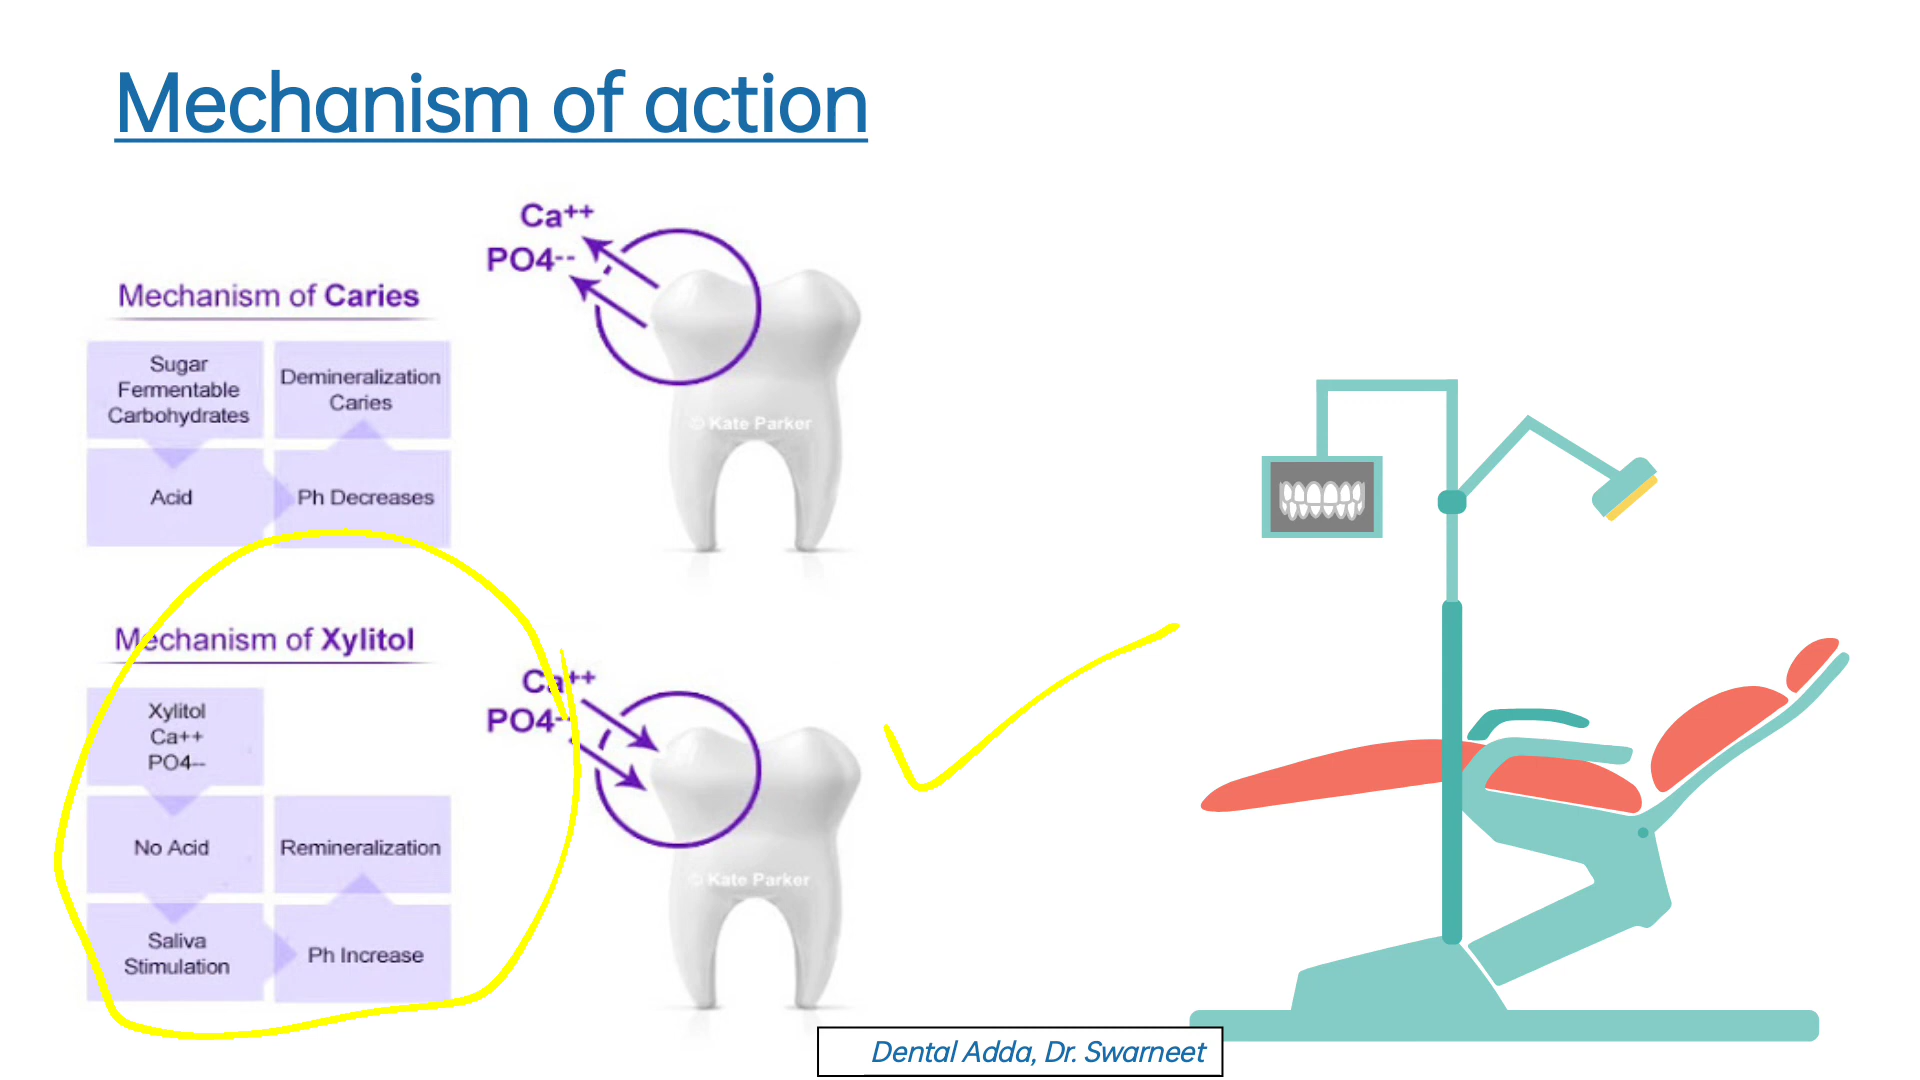 Mechanism of action
Mechanism of Caries
Sugar
Fermentable
Carbohydrates
Demineralization
Caries
Acid
Ph Decreases
Ca++
PO4--
© Kate Parker
Mechanism of Xylitol
Xylitol
Ca++
PO4--
No Acid
Remineralization
Saliva
Stimulation
Ph Increase
Ca++
PO4--
© Kate Parker
Dental Adda, Dr. Swarneet